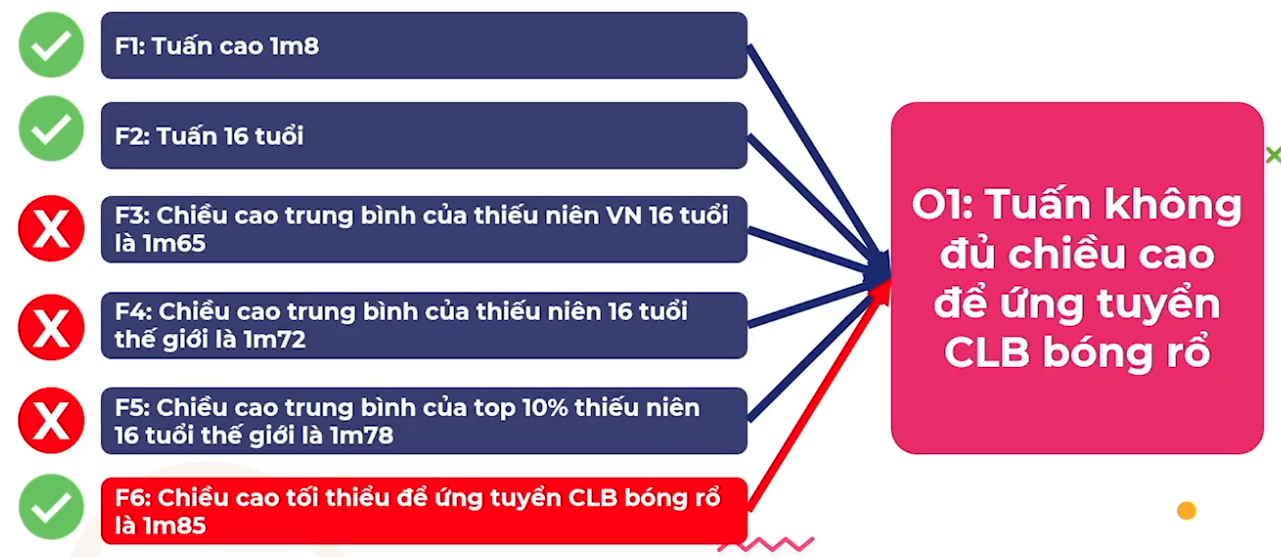 F1: Tuấn cao 1m8
F2: Tuấn 16 tuổi
F3: Chiều cao trung bình của thiếu niên VN 16 tuổi
là 1m65
F4: Chiều cao trung bình của thiếu niên 16 tuổi
thế giới là 1m72
F5: Chiều cao trung bình của top 10% thiếu niên
16 tuổi thế giới là 1m78
F6: Chiều cao tối thiểu để ứng tuyển CLB bóng rổ
là 1m85
O1: Tuấn không
đủ chiều cao
để ứng tuyển
CLB bóng rổ